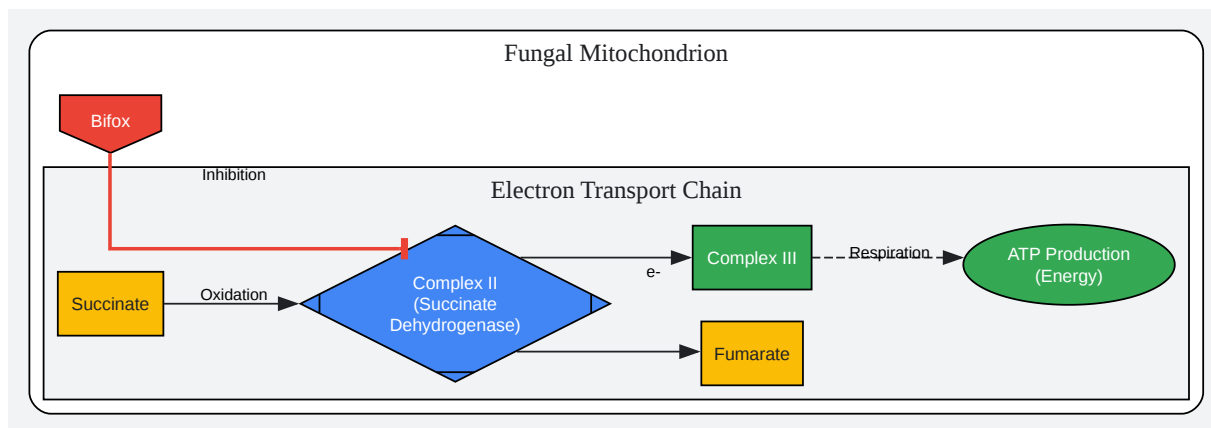 Fungal Mitochondrion
Bifox
Inhibition
Electron Transport Chain
Succinate
Oxidation
Complex II
(Succinate
Dehydrogenase)
e-
Complex III
Respiration
ATP Production
(Energy)
Fumarate